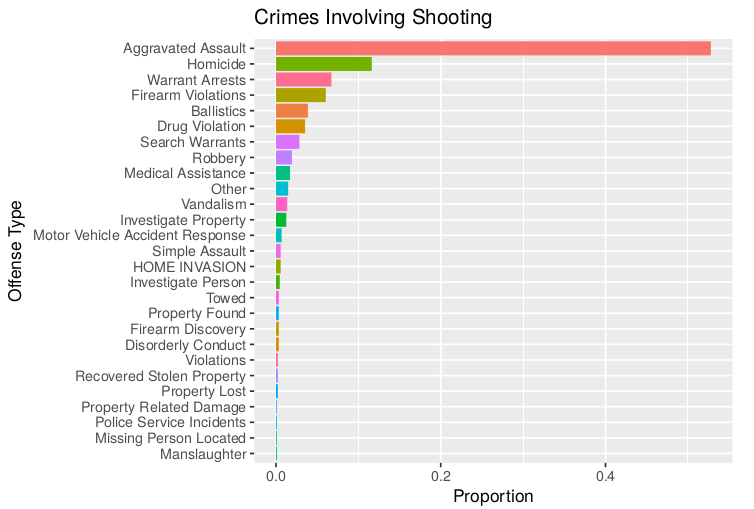 Crimes Involving Shooting
Offense Type
Aggravated Assault
Homicide
Warrant Arrests
Firearm Violations
Ballistics
Drug Violation
Search Warrants
Robbery
Medical Assistance
Other
Vandalism
Investigate Property
Motor Vehicle Accident Response
Simple Assault
HOME INVASION
Investigate Person
Towed
Property Found
Firearm Discovery
Disorderly Conduct
Violations
Recovered Stolen Property
Property Lost
Property Related Damage
Police Service Incidents
Missing Person Located
Manslaughter
0.0 0.2 0.4
Proportion